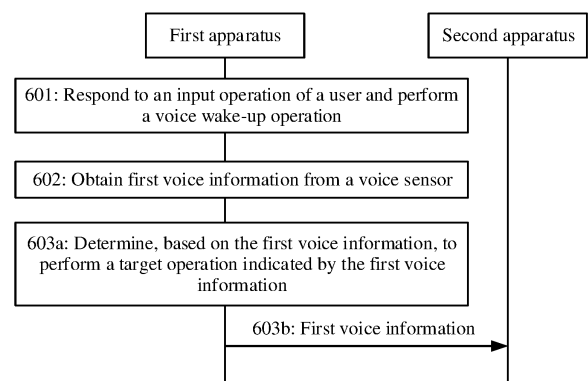 First apparatus
Second apparatus
601: Respond to an input operation of a user and perform
a voice wake-up operation
602: Obtain first voice information from a voice sensor
603a: Determine, based on the first voice information, to
perform a target operation indicated by the first voice
information
603b: First voice information